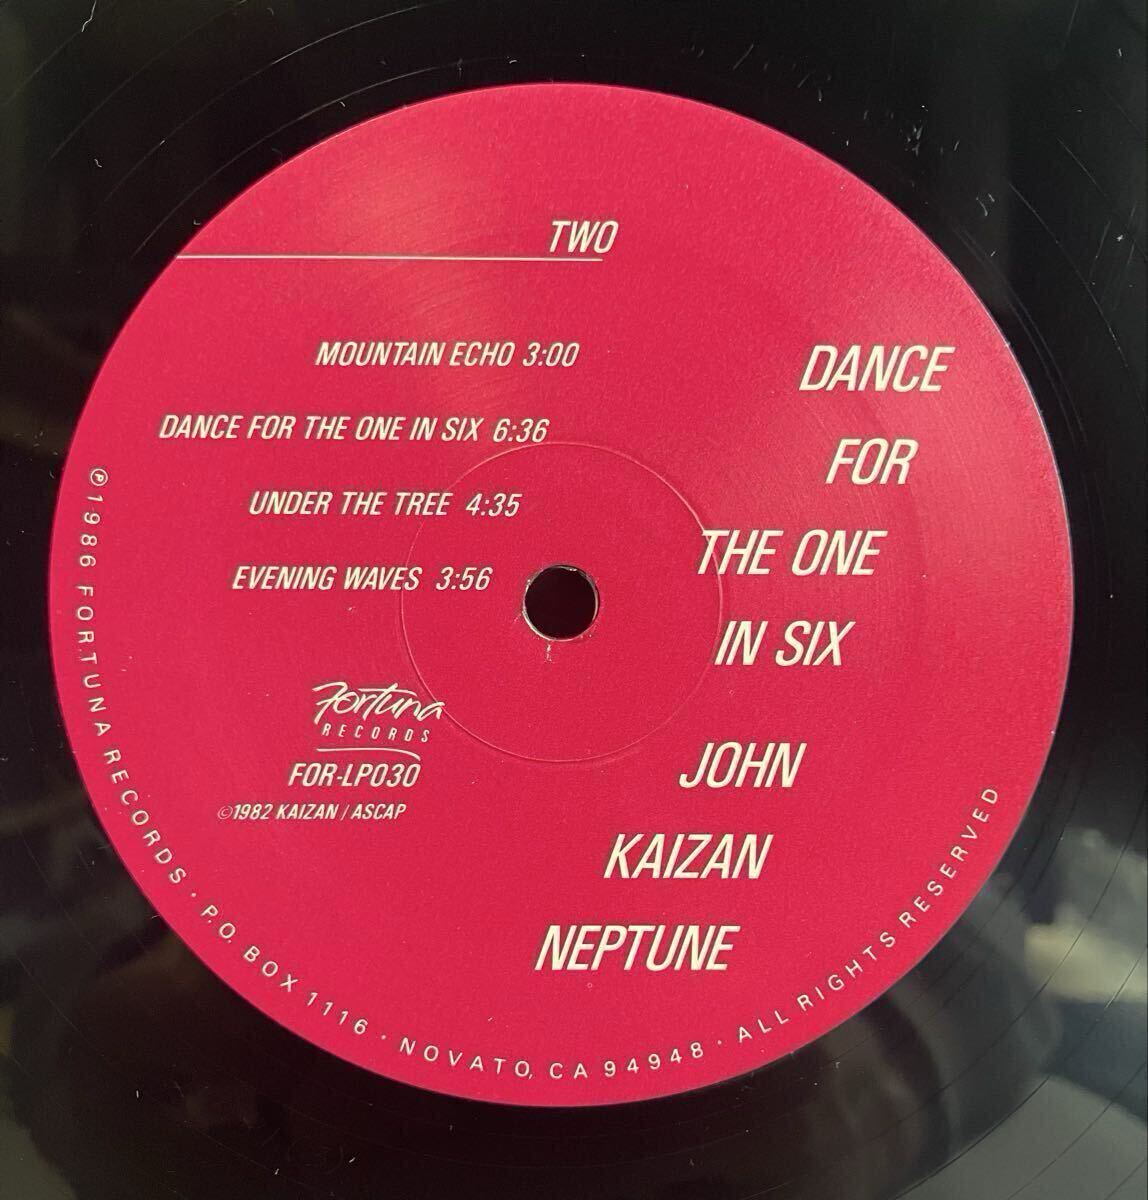 TWO
MOUNTAIN ECHO 3:00
DANCE FOR THE ONE IN SIX 6:36
UNDER THE TREE 4:35
EVENING WAVES 3:56
DANCE
FOR
THE ONE
IN SIX
JOHN
KAIZAN
NEPTUNE
Fortuna
RECORDS
FOR-LP030
©1982 KAIZAN / ASCAP
℗1986 FORTUNA RECORDS · P.O. BOX 1116 · NOVATO, CA 94948 · ALL RIGHTS RESERVED